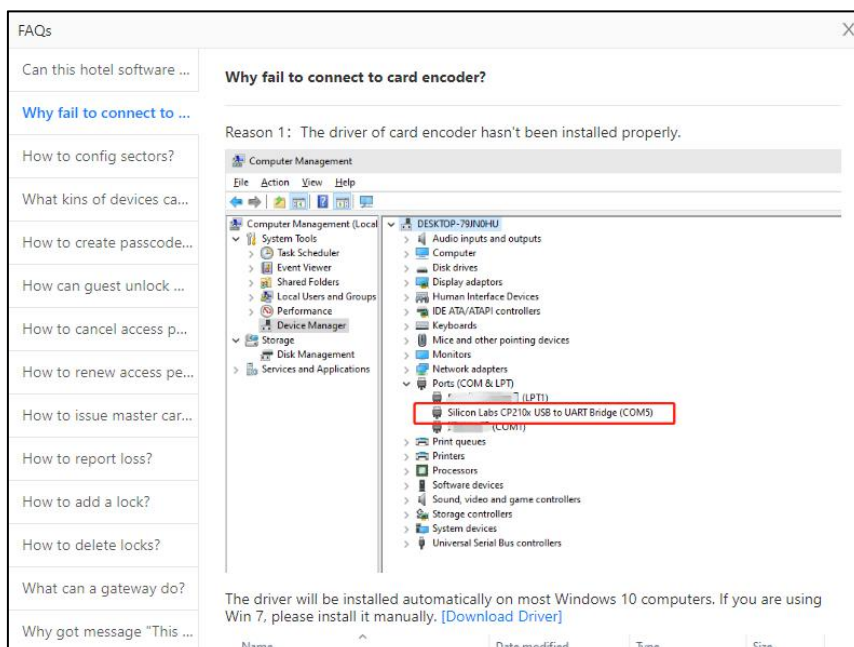 FAQs
X
Can this hotel software ...
Why fail to connect to ...
How to config sectors?
What kins of devices ca...
How to create passcode...
How can guest unlock ...
How to cancel access p...
How to renew access pe...
How to issue master car...
How to report loss?
How to add a lock?
How to delete locks?
What can a gateway do?
Why got message "This ...
Why fail to connect to card encoder?
Reason 1: The driver of card encoder hasn't been installed properly.
Computer Management
File Action View Help
Computer Management (Local
System Tools
Task Scheduler
Event Viewer
Shared Folders
Local Users and Groups
Performance
Device Manager
Storage
Disk Management
Services and Applications
DESKTOP-79JN0HU
Audio inputs and outputs
Computer
Disk drives
Display adaptors
Human Interface Devices
IDE ATA/ATAPI controllers
Keyboards
Mice and other pointing devices
Monitors
Network adapters
Ports (COM & LPT)
(LPT1)
Silicon Labs CP210x USB to UART Bridge (COM5)
(COM1)
Print queues
Printers
Processors
Software devices
Sound, video and game controllers
Storage controllers
System devices
Universal Serial Bus controllers
The driver will be installed automatically on most Windows 10 computers. If you are using
Win 7, please install it manually. [Download Driver]
Name Date modified Type Size